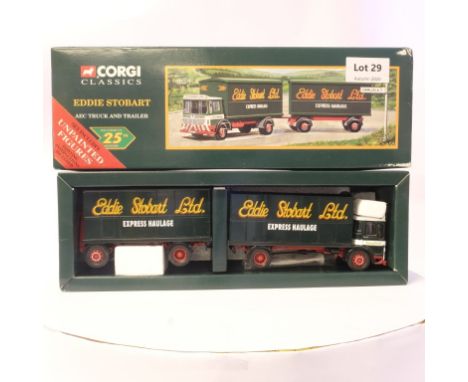 CORGI
CLASSICS
EDDIE STOBART
AEC TRUCK AND TRAILER
UNPAINTED
FIGURES
25
Eddie Stobart Ltd.
EXPRESS HAULAGE
Eddie Stobart Ltd.
EXPRESS HAULAGE
Lot 29
Eddie Stobart Ltd.
EXPRESS HAULAGE
Eddie Stobart Ltd.
EXPRESS HAULAGE